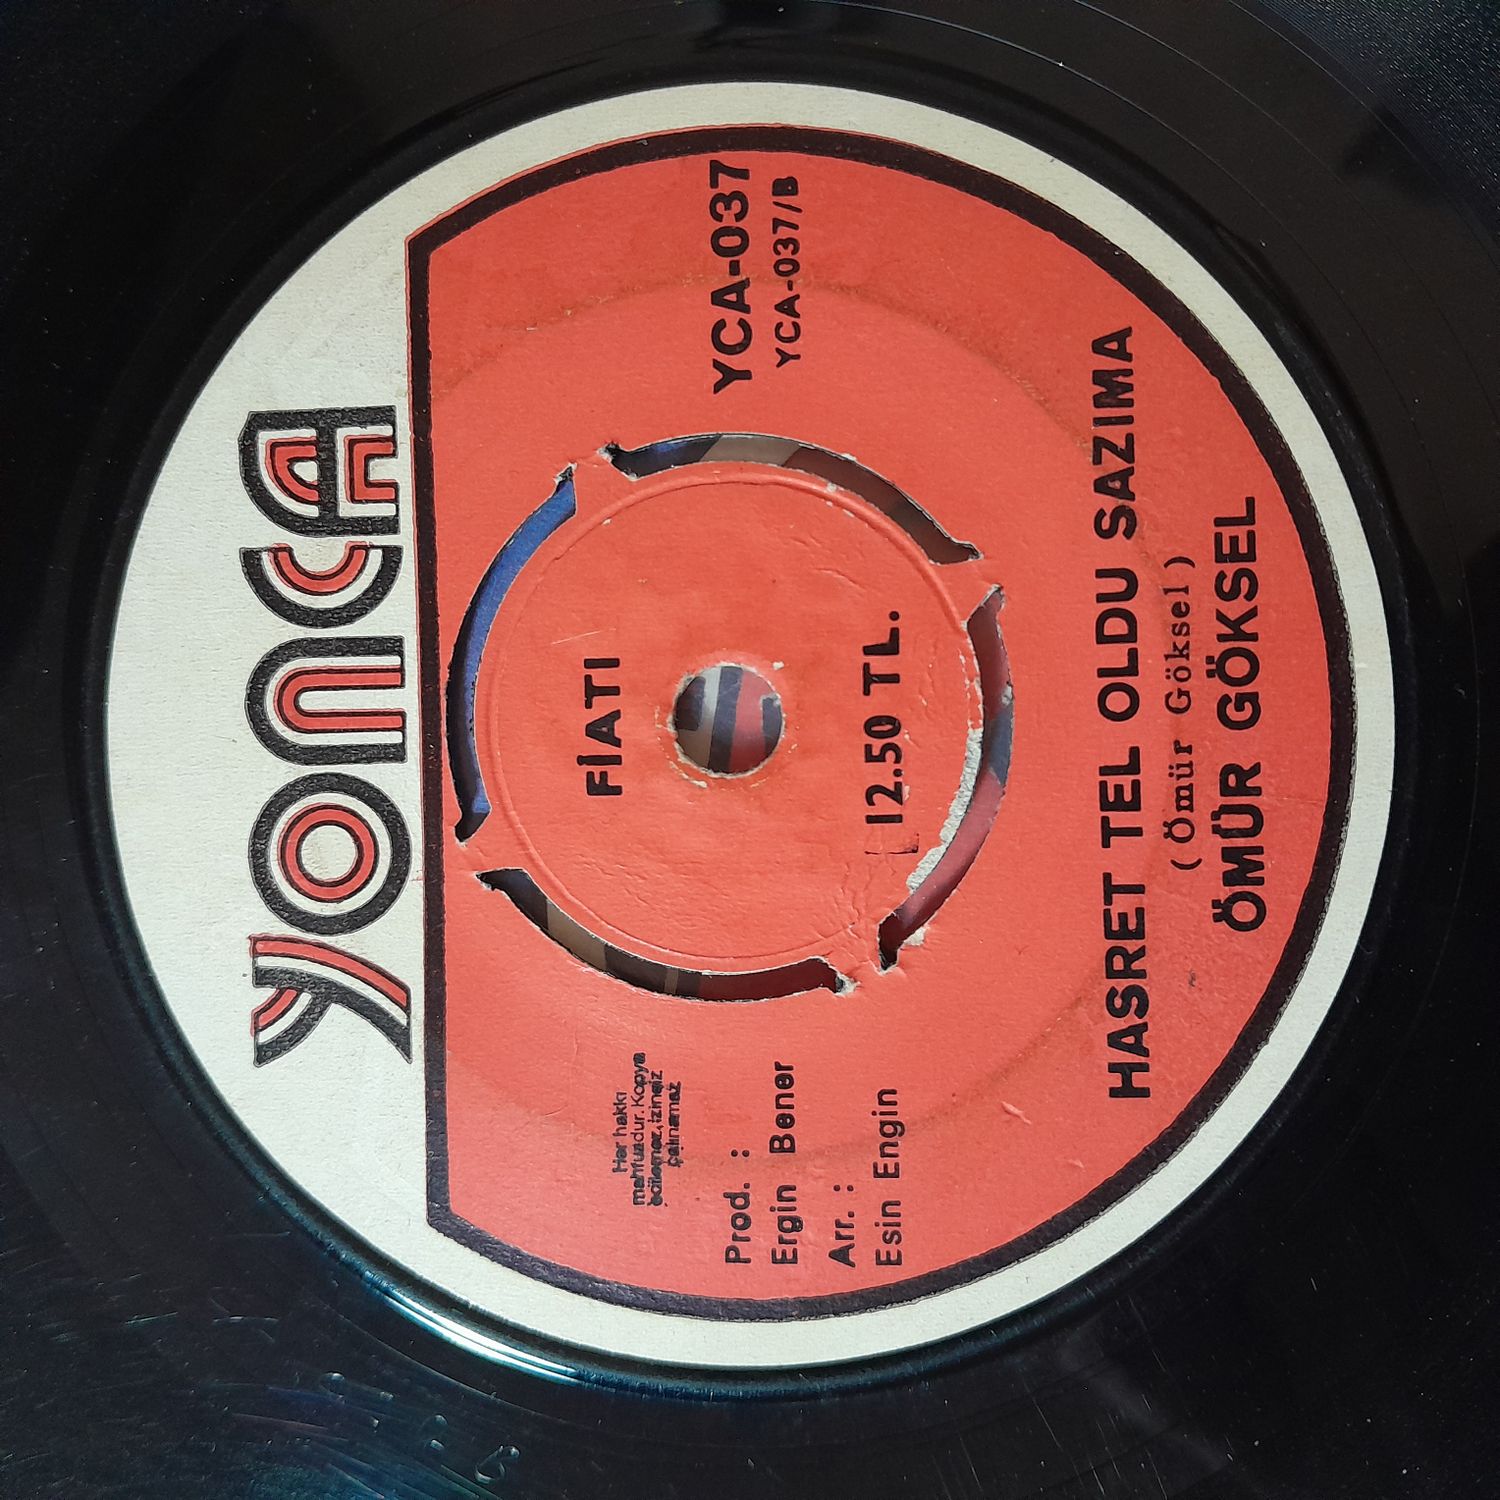 YONCA
Her hakkı
mahfuzdur. Kopya
edilemez, izinsiz
çalınamaz
YCA-037
YCA-037/B
Prod. :
Ergin Bener
Arr. :
Esin Engin
FİATI
12.50 TL.
HASRET TEL OLDU SAZIMA
( Ömür Göksel )
ÖMÜR GÖKSEL